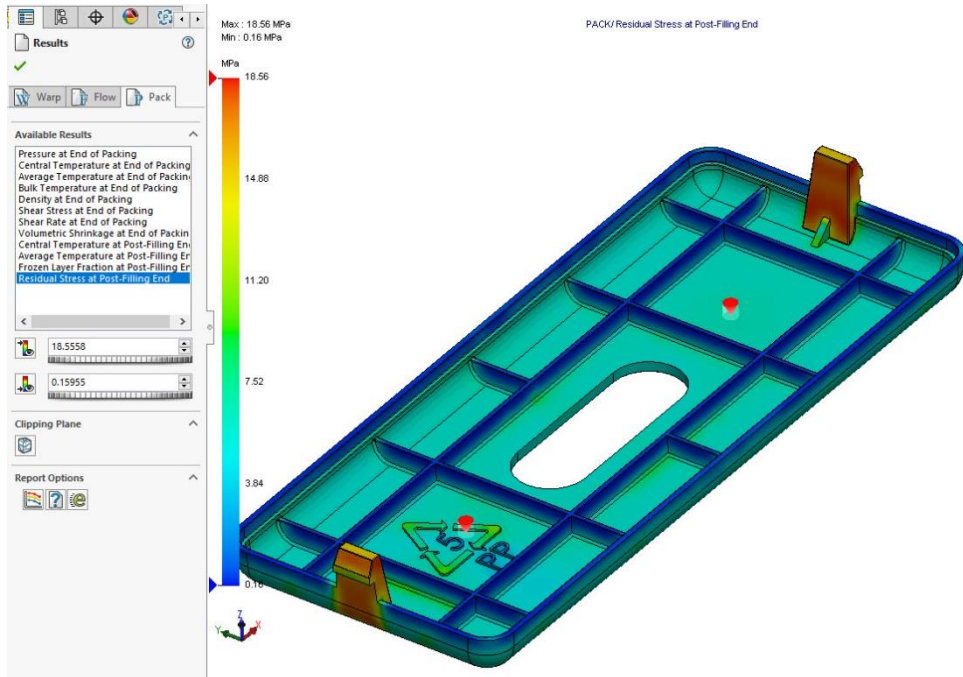 Results
Warp
Flow
Pack
Available Results
Pressure at End of Packing
Central Temperature at End of Packing
Average Temperature at End of Packin
Bulk Temperature at End of Packing
Density at End of Packing
Shear Stress at End of Packing
Shear Rate at End of Packing
Volumetric Shrinkage at End of Packin
Central Temperature at Post-Filling En
Average Temperature at Post-Filling En
Frozen Layer Fraction at Post-Filling En
Residual Stress at Post-Filling End
18.5558
0.15955
Clipping Plane
Report Options
Max : 18.56 MPa
Min : 0.16 MPa
MPa
18.56
14.88
11.20
7.52
3.84
0.16
PACK/ Residual Stress at Post-Filling End
5
PP
Z
Y
X